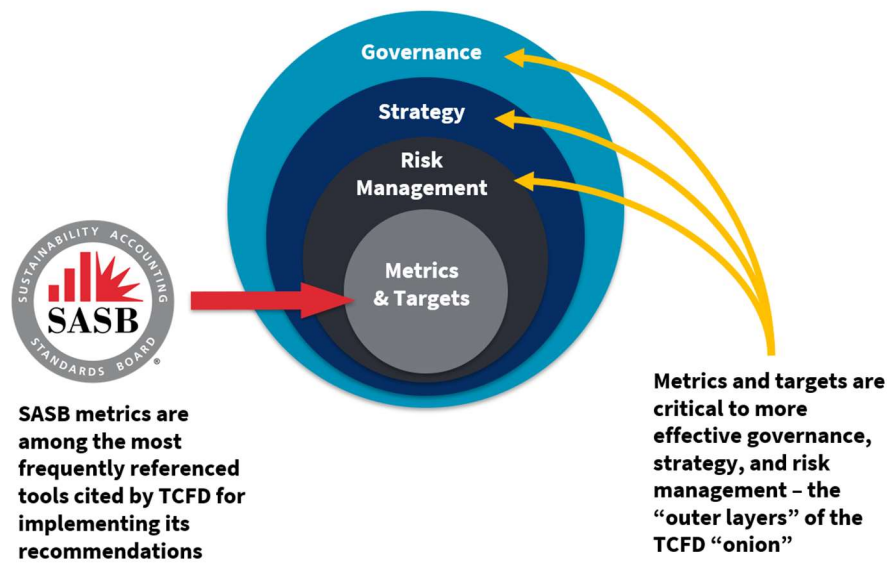 Governance
Strategy
Risk
Management
Metrics
& Targets
SUSTAINABILITY ACCOUNTING
SASB
STANDARDS BOARD
®
SASB metrics are
among the most
frequently referenced
tools cited by TCFD for
implementing its
recommendations
Metrics and targets are
critical to more
effective governance,
strategy, and risk
management – the
“outer layers” of the
TCFD “onion”